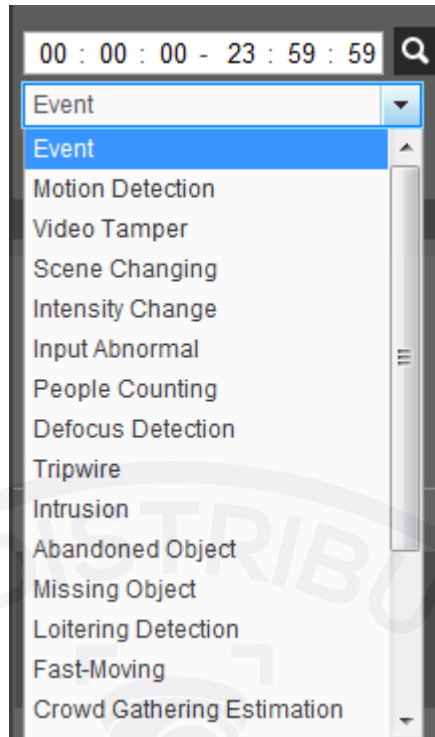 00 : 00 : 00 - 23 : 59 : 59
Event
Event
Motion Detection
Video Tamper
Scene Changing
Intensity Change
Input Abnormal
People Counting
Defocus Detection
Tripwire
Intrusion
Abandoned Object
Missing Object
Loitering Detection
Fast-Moving
Crowd Gathering Estimation
DISTRIBU